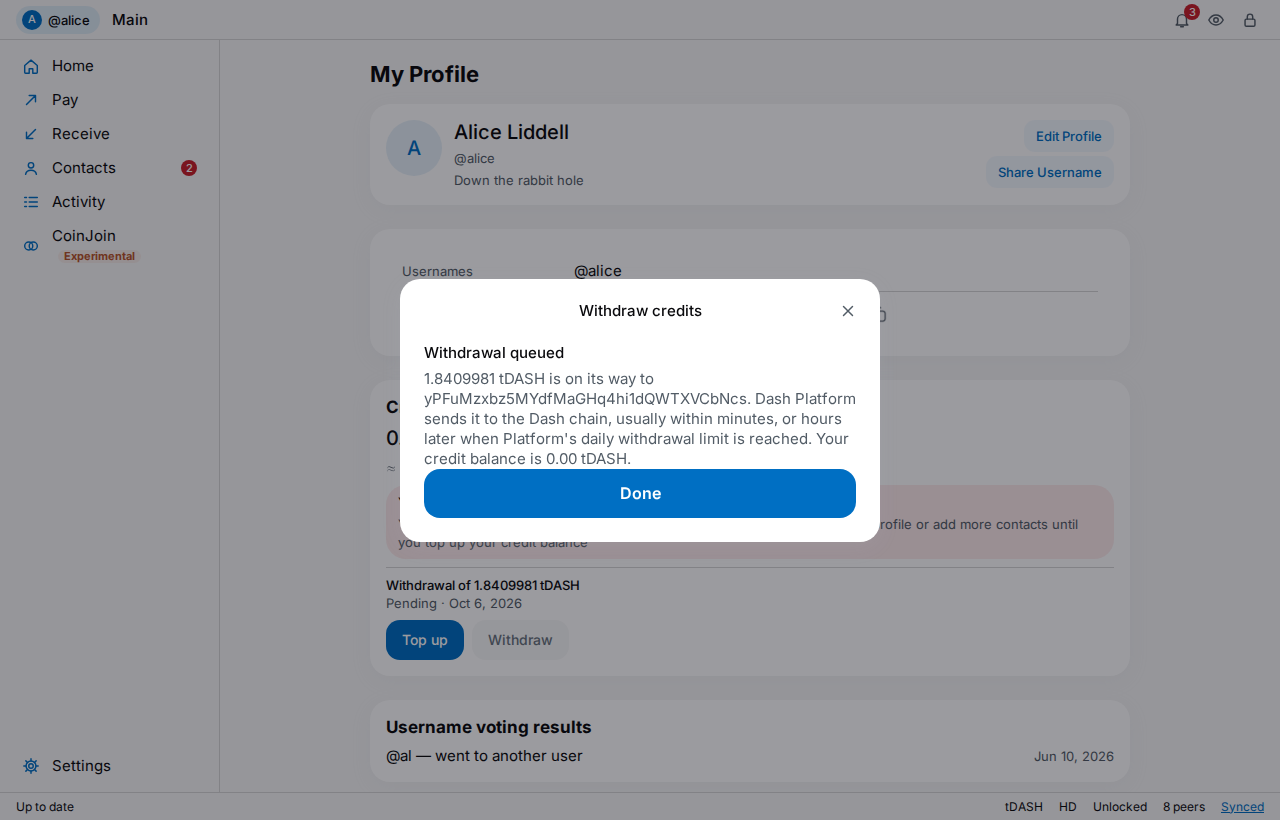 A @alice Main 3
Home
Pay
Receive
Contacts 2
Activity
CoinJoin
Experimental
Settings
My Profile
A
Alice Liddell
@alice
Down the rabbit hole
Edit Profile
Share Username
Usernames @alice
Withdraw credits
Withdrawal queued
1.8409981 tDASH is on its way to
yPFuMzxbz5MYdfMaGHq4hi1dQWTXVCbNcs. Dash Platform
sends it to the Dash chain, usually within minutes, or hours
later when Platform's daily withdrawal limit is reached. Your
credit balance is 0.00 tDASH.
Done
≈
or add more contacts until
you top up your credit balance
Withdrawal of 1.8409981 tDASH
Pending · Oct 6, 2026
Top up Withdraw
Username voting results
@al — went to another user Jun 10, 2026
Up to date tDASH HD Unlocked 8 peers Synced